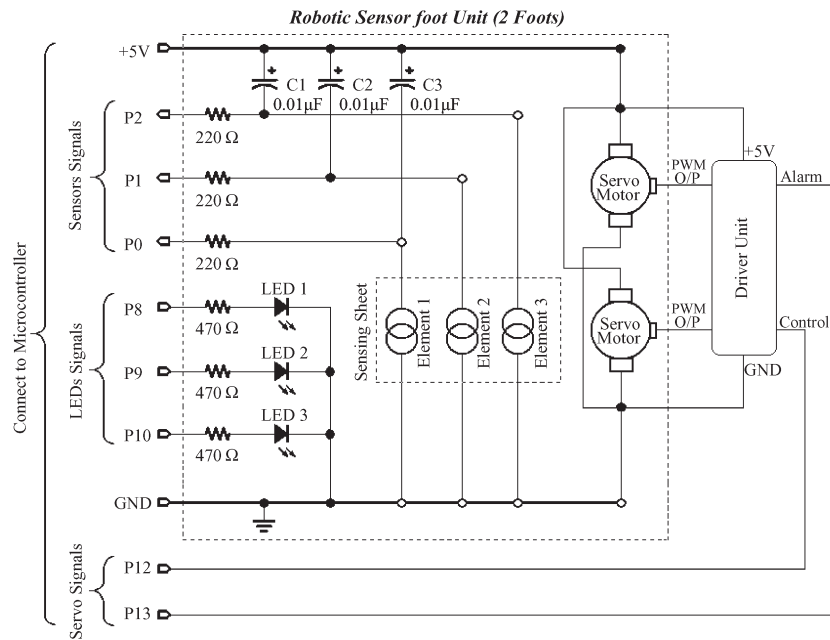 Robotic Sensor foot Unit (2 Foots)
+5V
C1
0.01µF
C2
0.01µF
C3
0.01µF
P2
220 Ω
P1
220 Ω
P0
220 Ω
Sensors Signals
Connect to Microcontroller
P8
470 Ω
LED 1
P9
470 Ω
LED 2
P10
470 Ω
LED 3
LEDs Signals
Sensing Sheet
Element 1
Element 2
Element 3
Servo
Motor
PWM
O/P
Servo
Motor
PWM
O/P
+5V
Driver Unit
GND
Alarm
Control
GND
P12
P13
Servo Signals